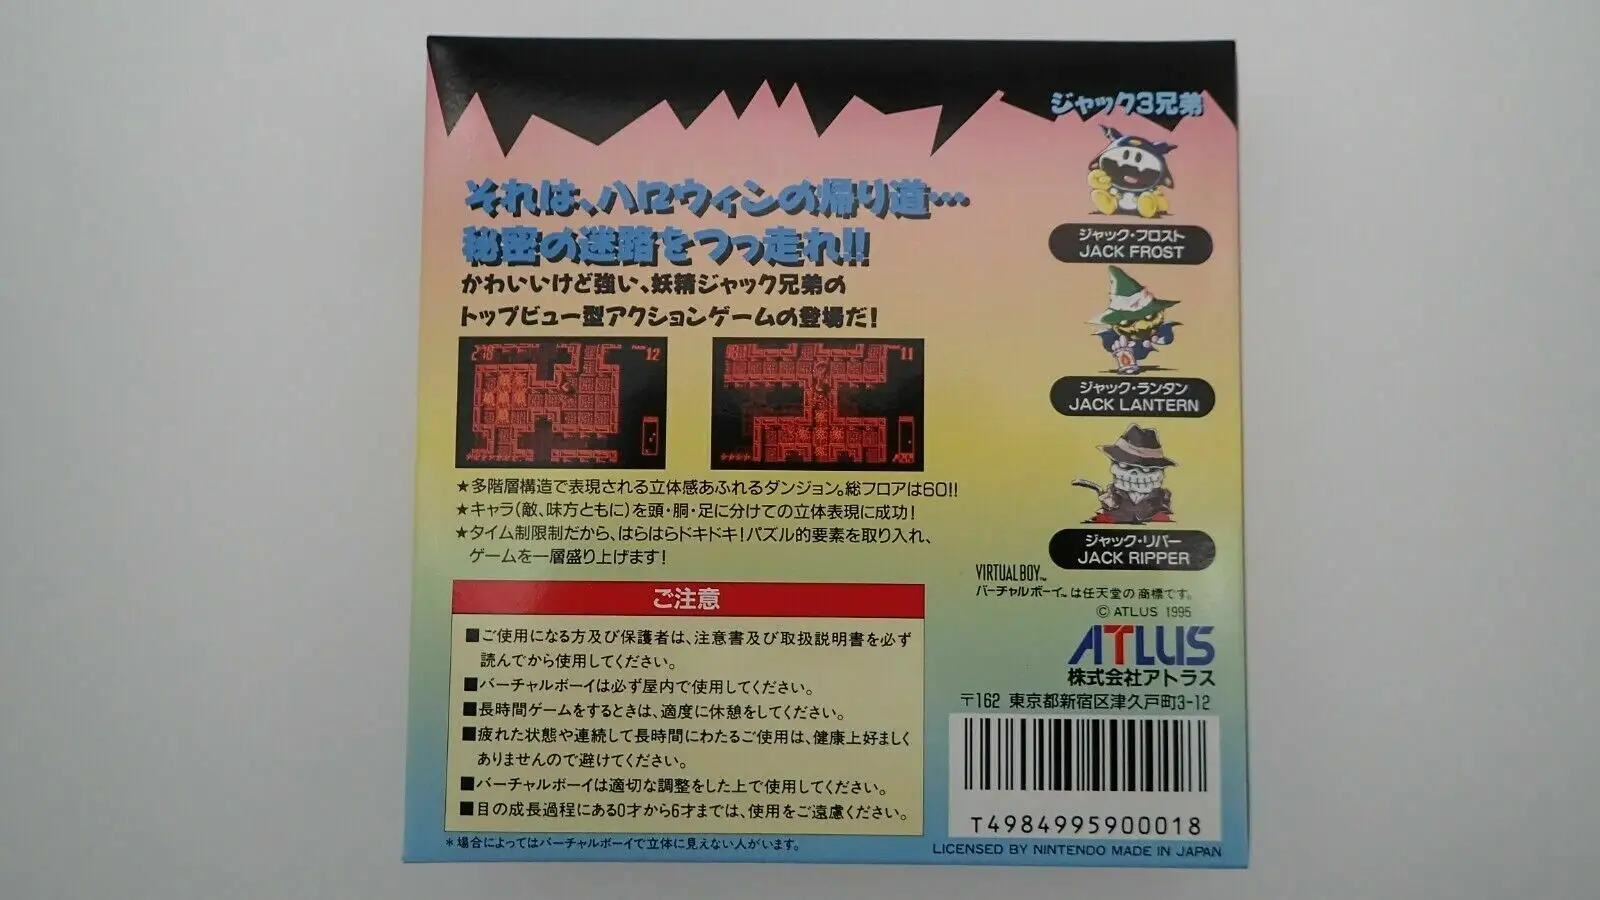 ジャック3兄弟
それは、ハロウィンの帰り道…
秘密の迷路をつっ走れ!!
かわいいけど強い、妖精ジャック兄弟の
トップビュー型アクションゲームの登場だ!
ジャック・フロスト
JACK FROST
ジャック・ランタン
JACK LANTERN
ジャック・リパー
JACK RIPPER
12
11
★多階層構造で表現される立体感あふれるダンジョン。総フロアは60!!
★キャラ(敵、味方ともに)を頭・胴・足に分けての立体表現に成功!
★タイム制限制だから、はらはらドキドキ!パズル的要素を取り入れ、
ゲームを一層盛り上げます!
ご注意
■ご使用になる方及び保護者は、注意書及び取扱説明書を必ず
読んでから使用してください。
■バーチャルボーイは必ず屋内で使用してください。
■長時間ゲームをするときは、適度に休憩をしてください。
■疲れた状態や連続して長時間にわたるご使用は、健康上好ましく
ありませんので避けてください。
■バーチャルボーイは適切な調整をした上で使用してください。
■目の成長過程にある0才から6才までは、使用をご遠慮ください。
*場合によってはバーチャルボーイで立体に見えない人がいます。
VIRTUAL BOY™
バーチャルボーイ™は任天堂の商標です。
© ATLUS 1995
ATLUS
株式会社アトラス
〒162 東京都新宿区津久戸町3-12
T4984995900018
LICENSED BY NINTENDO MADE IN JAPAN